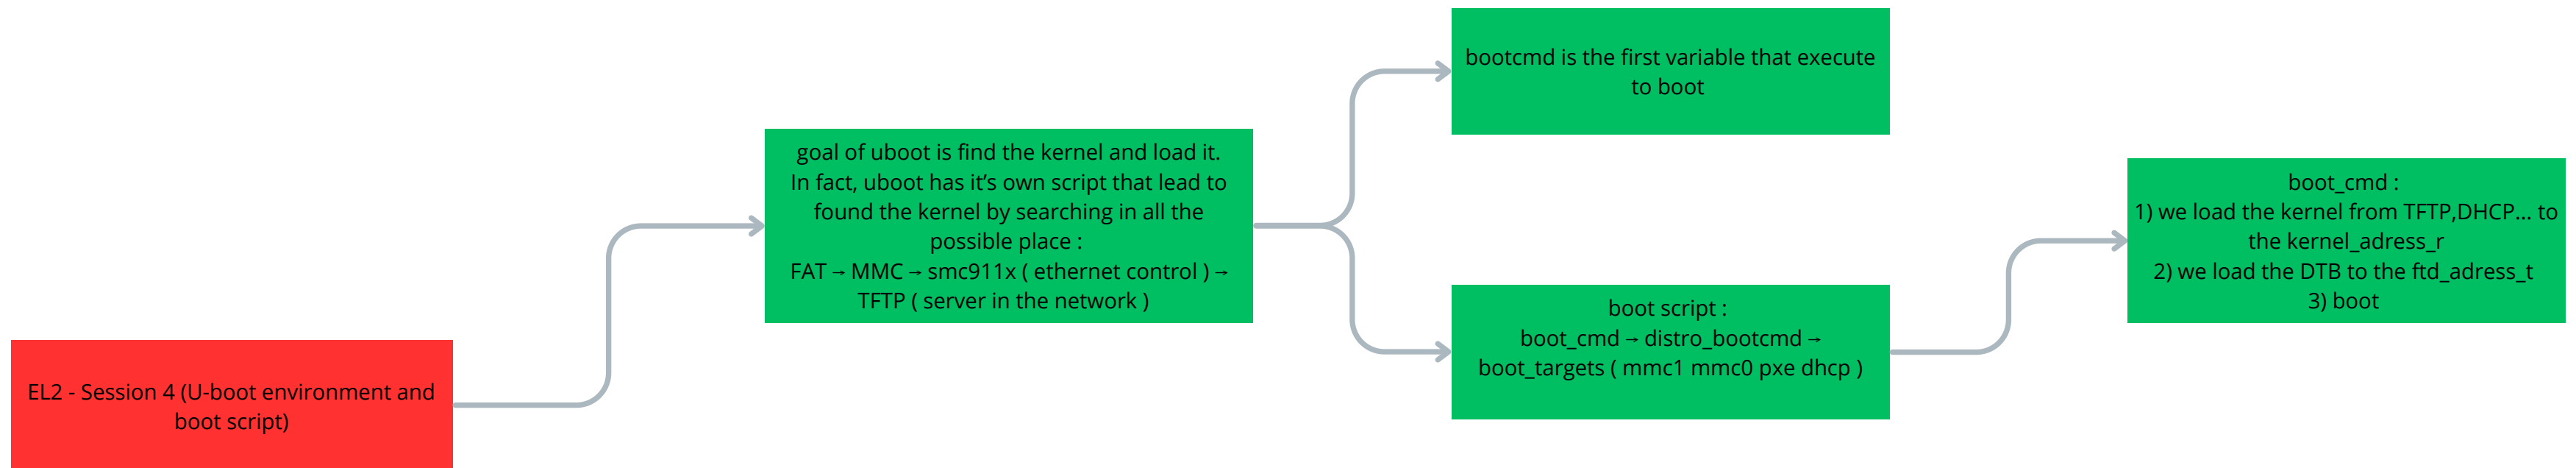 EL2 - Session 4 (U-boot environment and
boot script)
goal of uboot is find the kernel and load it.
In fact, uboot has it’s own script that lead to
found the kernel by searching in all the
possible place :
FAT → MMC → smc911x ( ethernet control ) →
TFTP ( server in the network )
bootcmd is the first variable that execute
to boot
boot script :
boot_cmd → distro_bootcmd →
boot_targets ( mmc1 mmc0 pxe dhcp )
boot_cmd :
1) we load the kernel from TFTP,DHCP... to
the kernel_adress_r
2) we load the DTB to the ftd_adress_t
3) boot